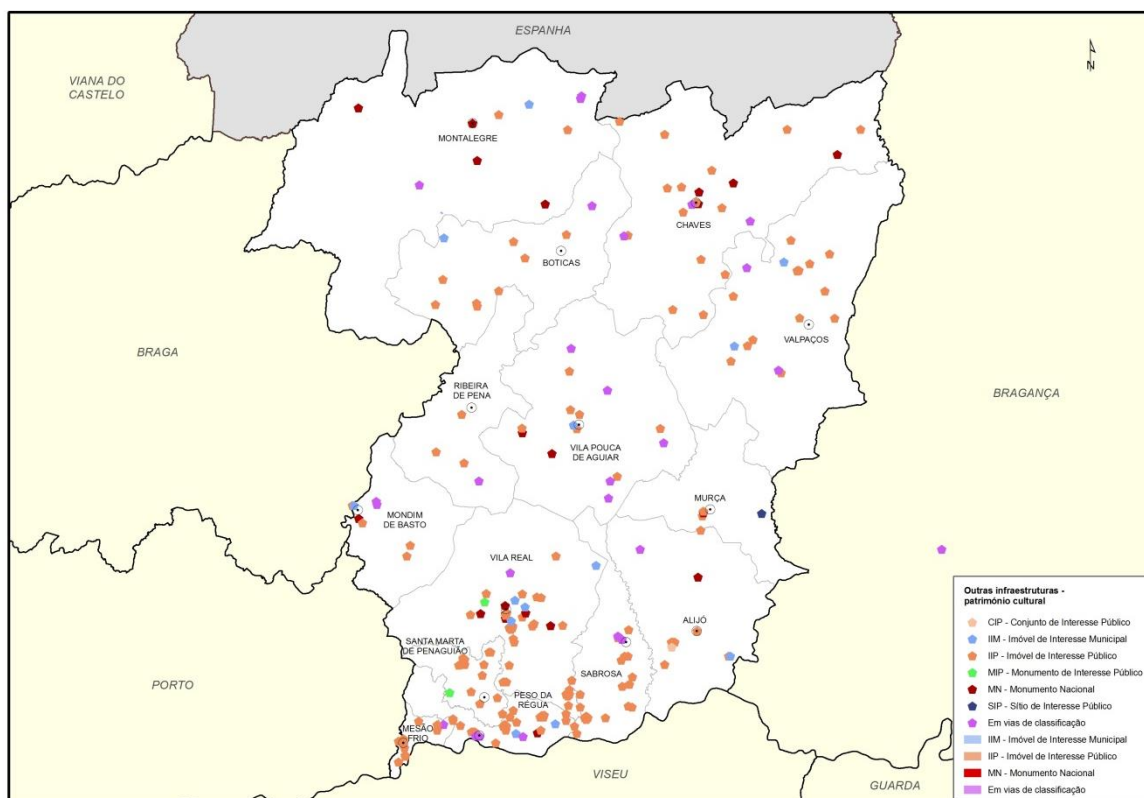 ESPANHA
VIANA DO
CASTELO
N
MONTALEGRE
CHAVES
BOTICAS
VALPAÇOS
BRAGA
RIBEIRA
DE PENA
BRAGANÇA
VILA POUCA
DE AGUIAR
MURÇA
MONDIM
DE BASTO
VILA REAL
ALIJÓ
SANTA MARTA
DE PENAGUIÃO
SABROSA
PORTO
PESO DA
RÉGUA
MESÃO
FRIO
VISEU
GUARDA
Outras infraestruturas -
património cultural
CIP - Conjunto de Interesse Público
IIM - Imóvel de Interesse Municipal
IIP - Imóvel de Interesse Público
MIP - Monumento de Interesse Público
MN - Monumento Nacional
SIP - Sítio de Interesse Público
Em vias de classificação
IIM - Imóvel de Interesse Municipal
IIP - Imóvel de Interesse Público
MN - Monumento Nacional
Em vias de classificação